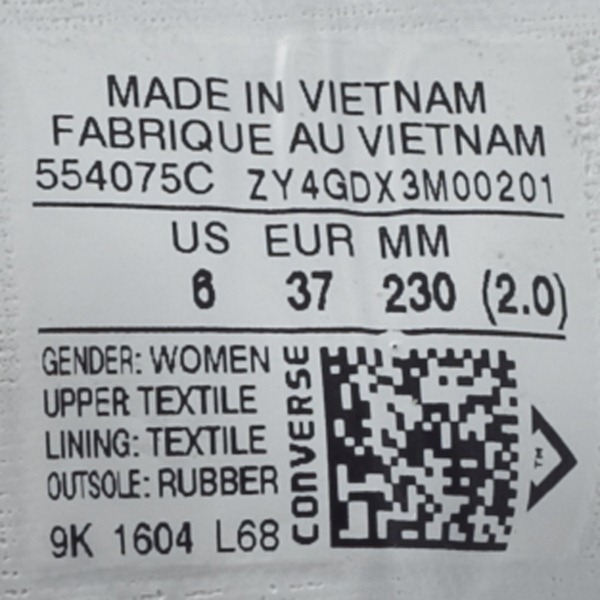 MADE IN VIETNAM
FABRIQUE AU VIETNAM
554075C ZY4GDX3M00201
US EUR MM
6 37 230 (2.0)
GENDER: WOMEN
UPPER TEXTILE
LINING: TEXTILE
OUTSOLE: RUBBER
9K 1604 L68
CONVERSE
TM